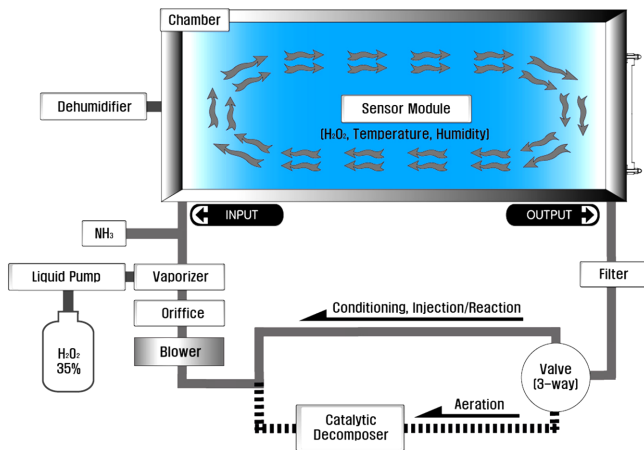 Chamber
Dehumidifier
Sensor Module
(H₂O₂, Temperature, Humidity)
INPUT
OUTPUT
NH₃
Liquid Pump
Vaporizer
Filter
Oriffice
Conditioning, Injection/Reaction
H₂O₂
35%
Blower
Valve
(3-way)
Aeration
Catalytic
Decomposer